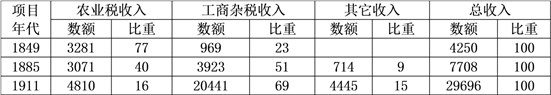 项目 年代 农业税收入 工商杂税收入 其它收入 总收入
数额 比重 数额 比重 数额 比重 数额 比重
1849 3281 77 969 23 4250 100
1885 3071 40 3923 51 714 9 7708 100
1911 4810 16 20441 69 4445 15 29696 100